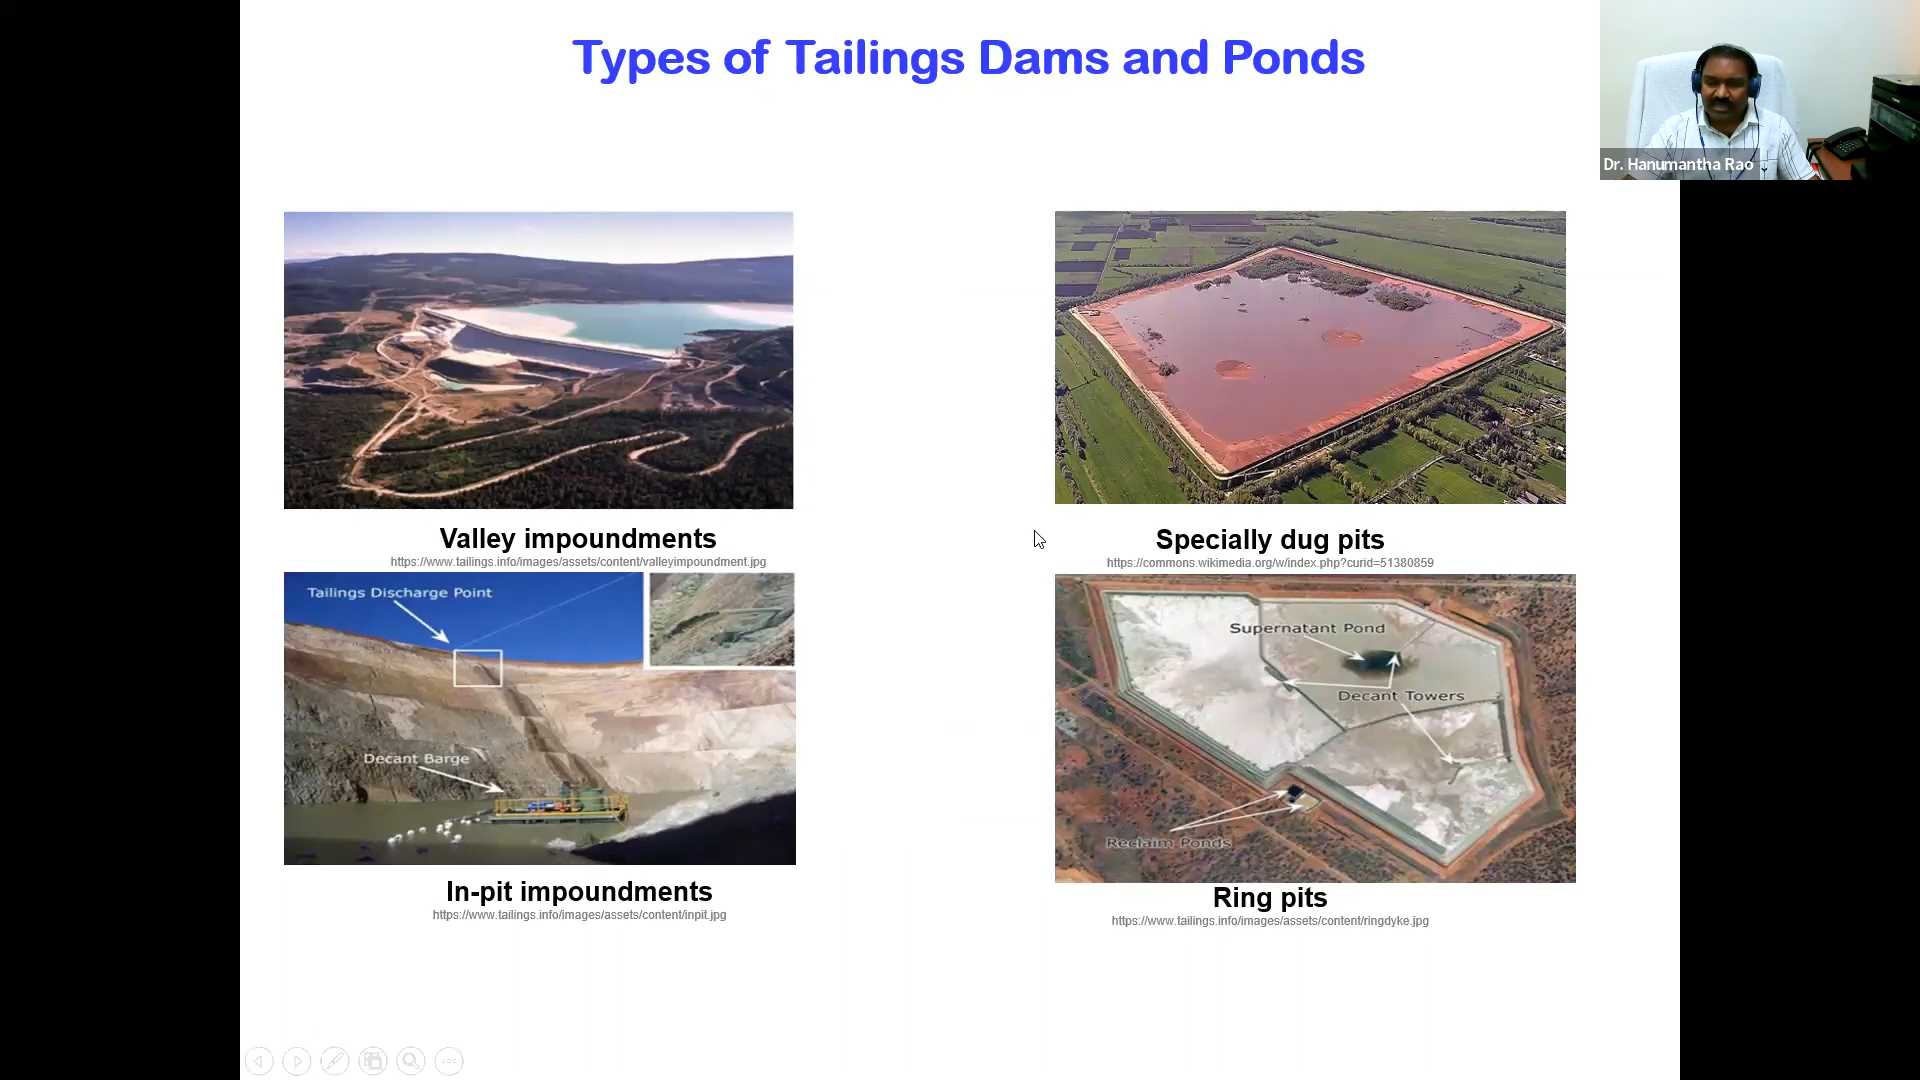 Types of Tailings Dams and Ponds
Dr. Hanumantha Rao
Valley impoundments
https://www.tailings.info/images/assets/content/valleyimpoundment.jpg
Specially dug pits
https://commons.wikimedia.org/w/index.php?curid=51380859
Tailings Discharge Point
Decant Barge
In-pit impoundments
https://www.tailings.info/images/assets/content/inpit.jpg
Supernatant Pond
Decant Towers
Reclaim Ponds
Ring pits
https://www.tailings.info/images/assets/content/ringdyke.jpg